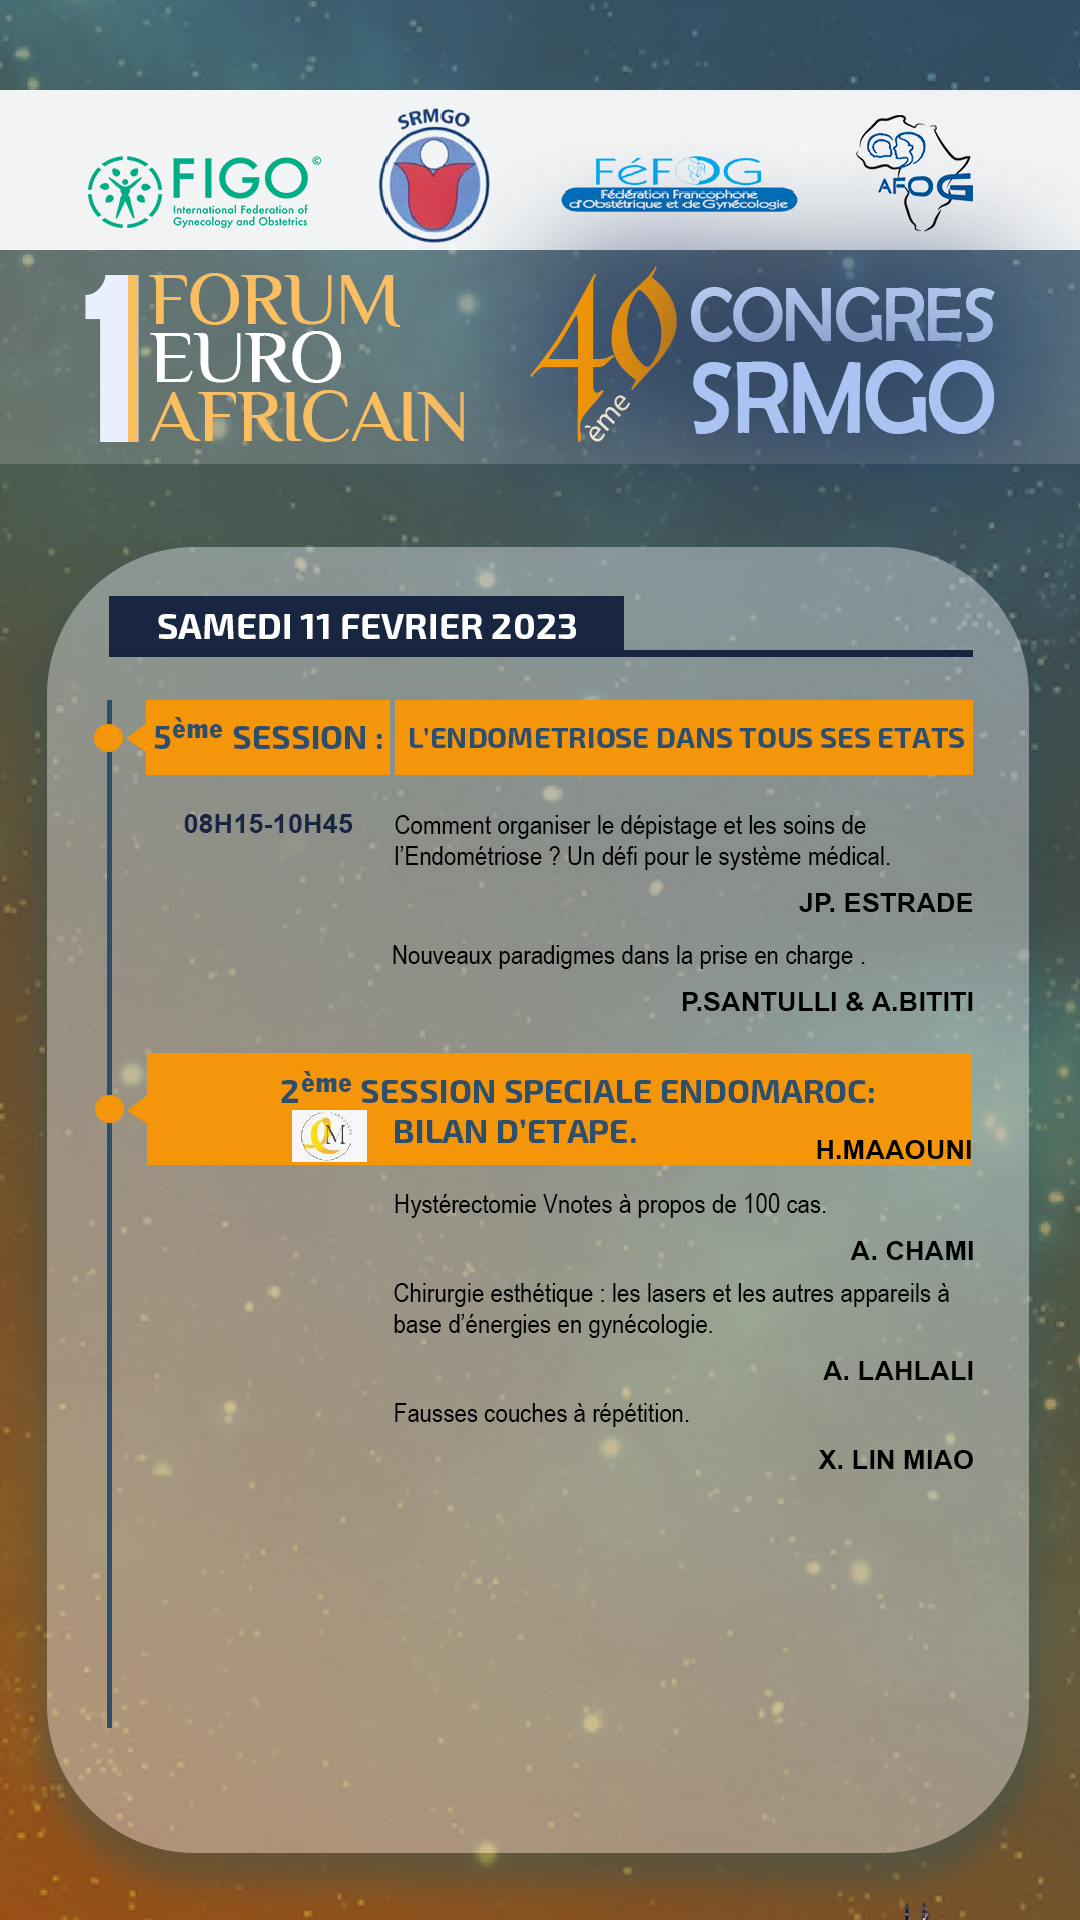 FIGO©
International Federation of
Gynecology and Obstetrics
SRMGO
FéFOG
Fédération Francophone
d'Obstétrique et de Gynécologie
AFOG
1 FORUM
EURO
AFRICAIN
40ème CONGRES
SRMGO
SAMEDI 11 FEVRIER 2023
5ème SESSION : L'ENDOMETRIOSE DANS TOUS SES ETATS
08H15-10H45 Comment organiser le dépistage et les soins de
l'Endométriose ? Un défi pour le système médical.
JP. ESTRADE
Nouveaux paradigmes dans la prise en charge .
P.SANTULLI & A.BITITI
2ème SESSION SPECIALE ENDOMAROC:
BILAN D'ETAPE.
H.MAAOUNI
Hystérectomie Vnotes à propos de 100 cas.
A. CHAMI
Chirurgie esthétique : les lasers et les autres appareils à
base d'énergies en gynécologie.
A. LAHLALI
Fausses couches à répétition.
X. LIN MIAO